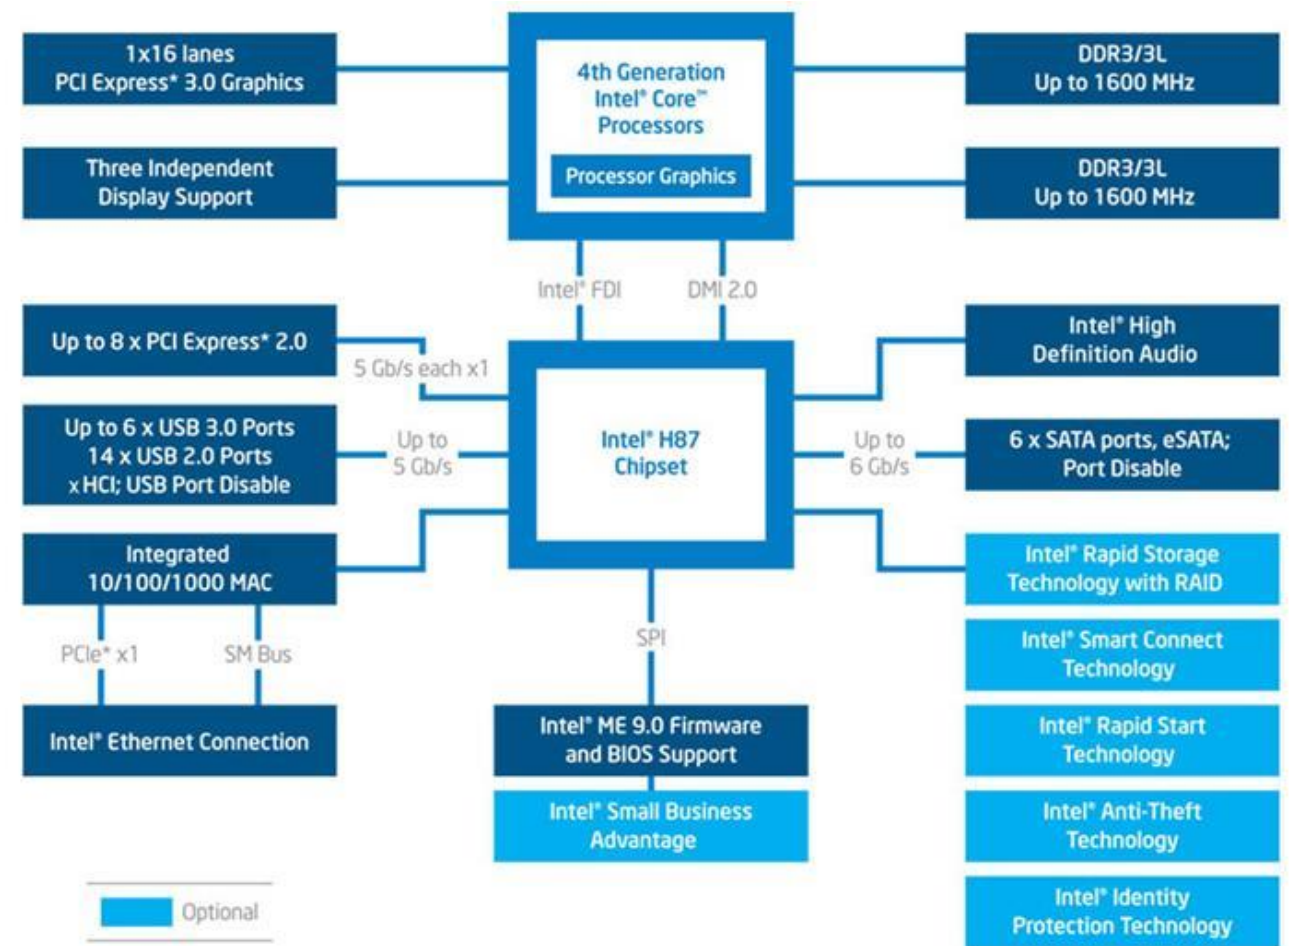 1x16 lanes
PCI Express* 3.0 Graphics
4th Generation
Intel® Core™
Processors
Processor Graphics
DDR3/3L
Up to 1600 MHz
Three Independent
Display Support
DDR3/3L
Up to 1600 MHz
Intel® FDI
DMI 2.0
Up to 8 x PCI Express* 2.0
5 Gb/s each x1
Intel® High
Definition Audio
Up to 6 x USB 3.0 Ports
14 x USB 2.0 Ports
xHCI; USB Port Disable
Up to
5 Gb/s
Intel® H87
Chipset
Up to
6 Gb/s
6 x SATA ports, eSATA;
Port Disable
Integrated
10/100/1000 MAC
Intel® Rapid Storage
Technology with RAID
PCIe* x1
SM Bus
SPI
Intel® Smart Connect
Technology
Intel® Ethernet Connection
Intel® ME 9.0 Firmware
and BIOS Support
Intel® Rapid Start
Technology
Intel® Small Business
Advantage
Intel® Anti-Theft
Technology
Optional
Intel® Identity
Protection Technology